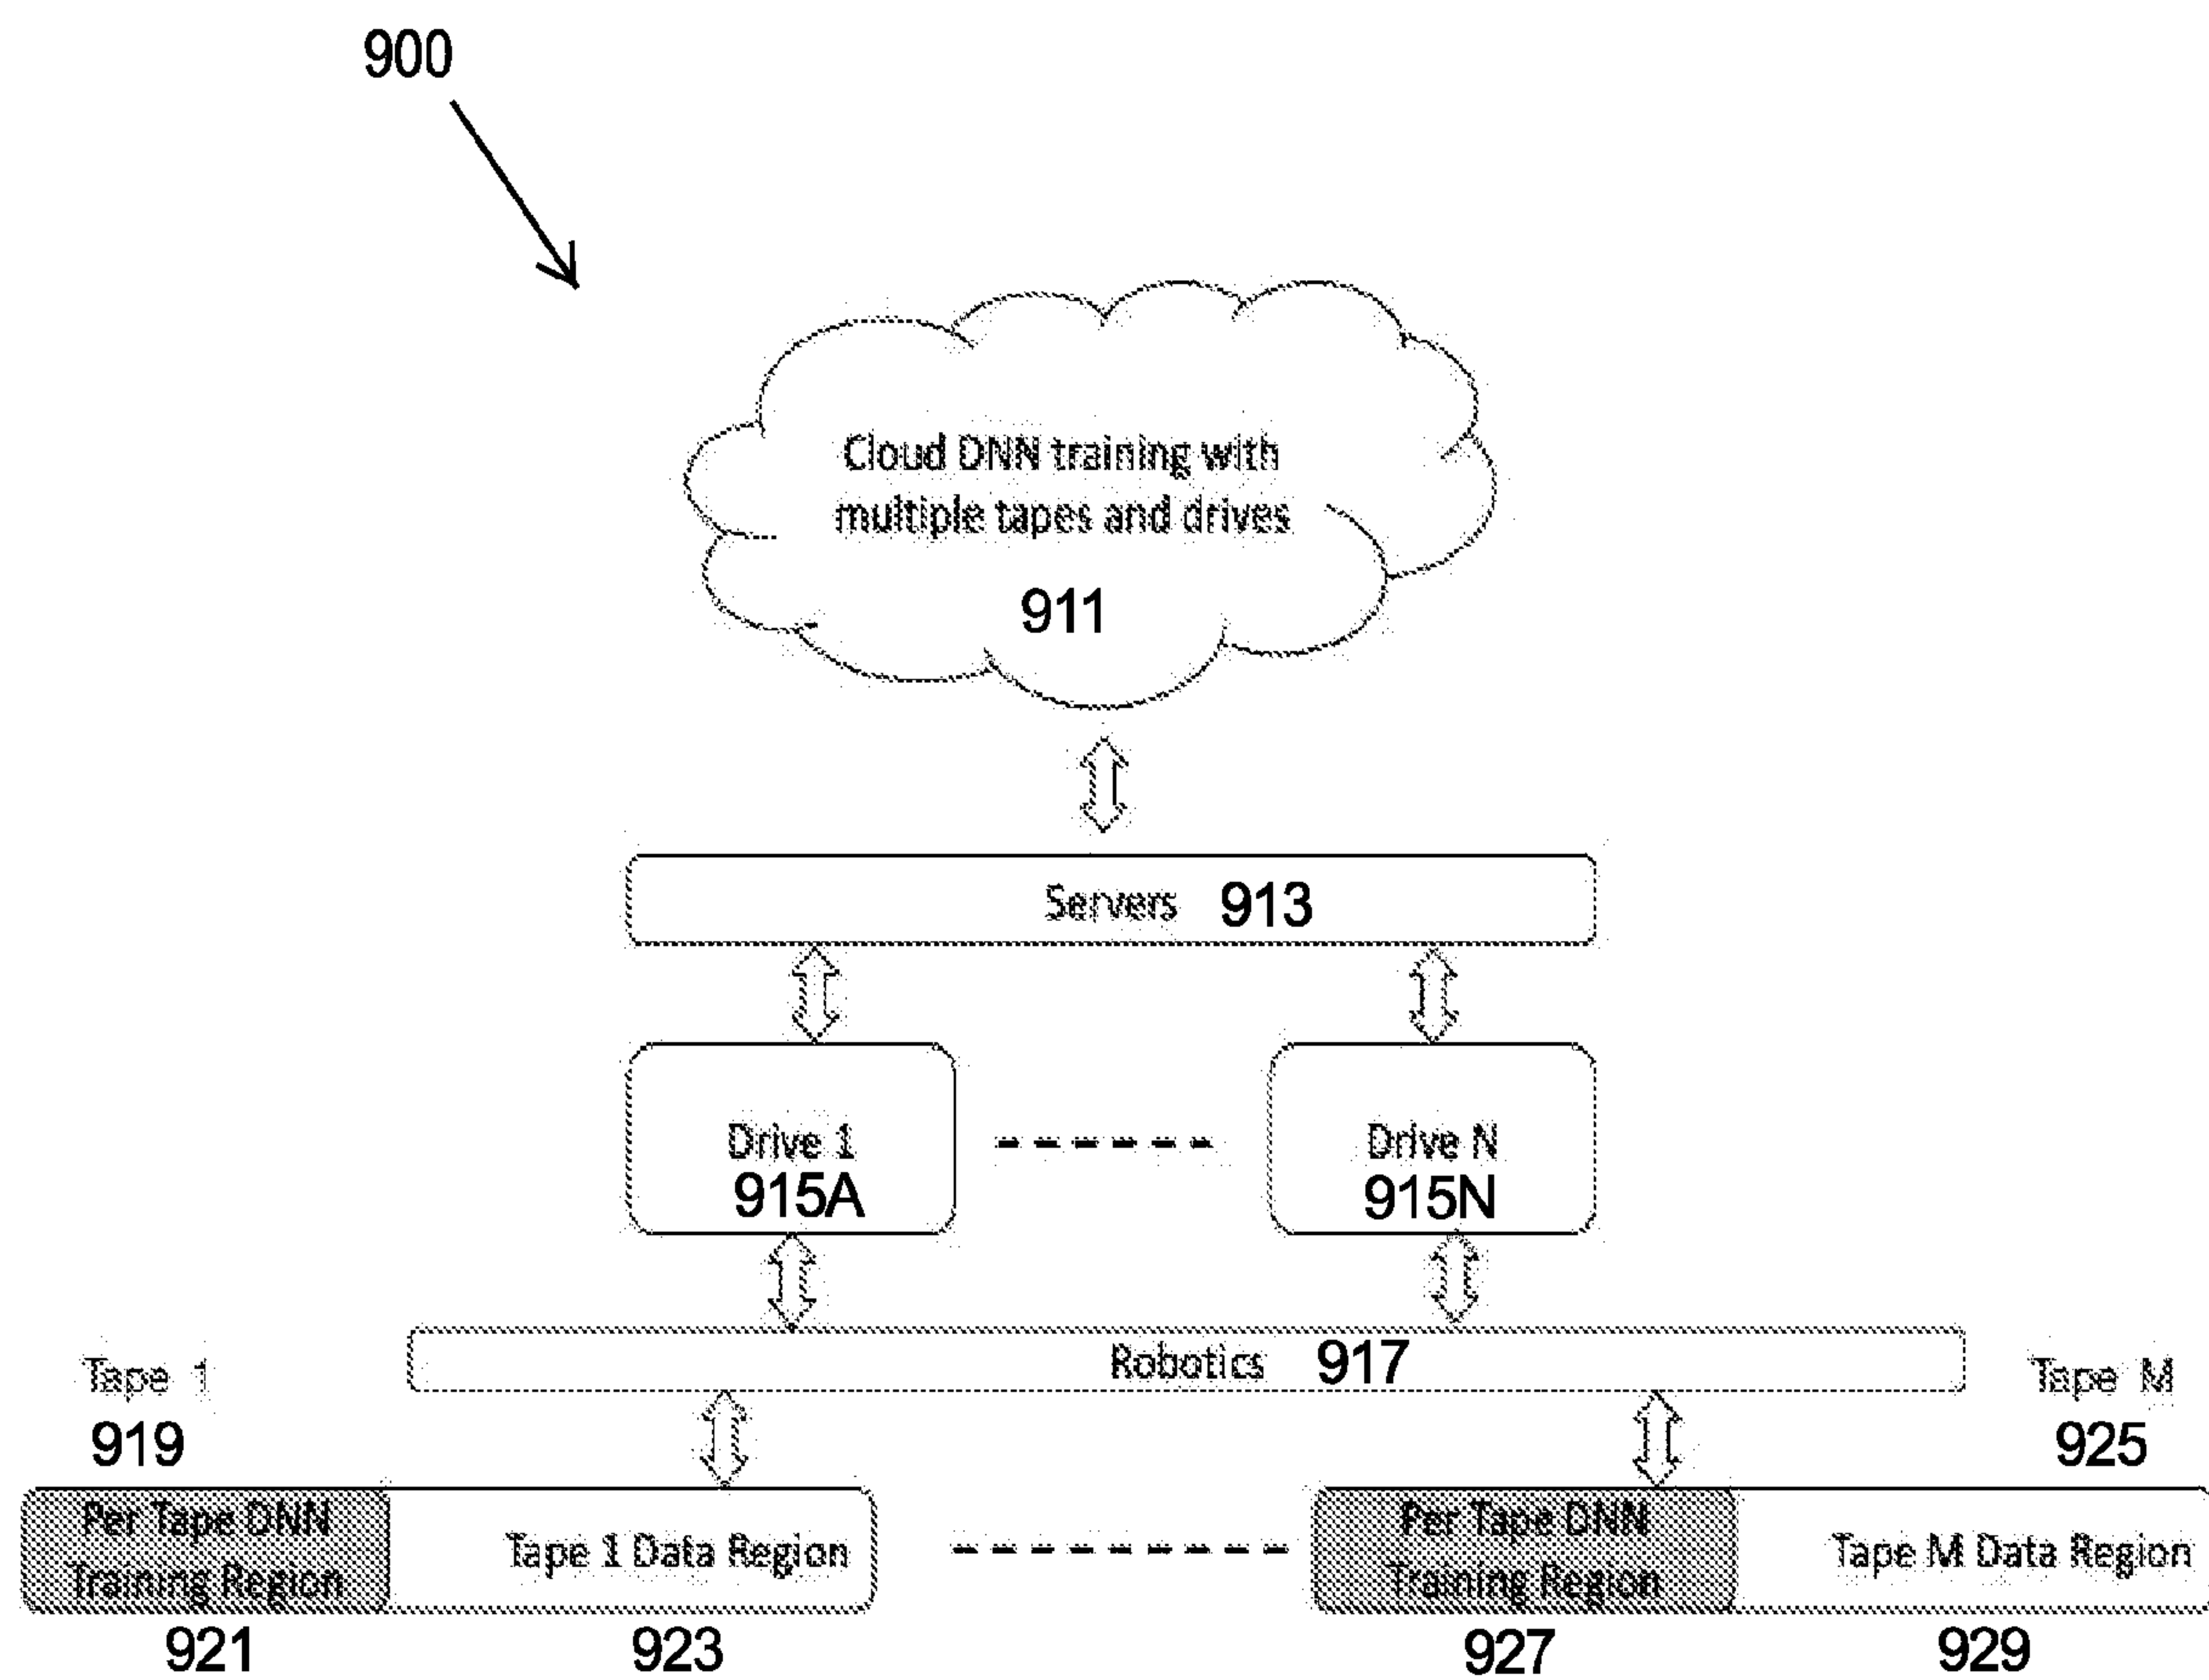 900
Cloud DNN training with
multiple tapes and drives
911
Servers 913
Drive 1
915A
Drive N
915N
Robotics 917
Tape 1
919
Tape M
925
Per Tape DNN
Training Region
Tape 1 Data Region
Per Tape DNN
Training Region
Tape M Data Region
921
923
927
929